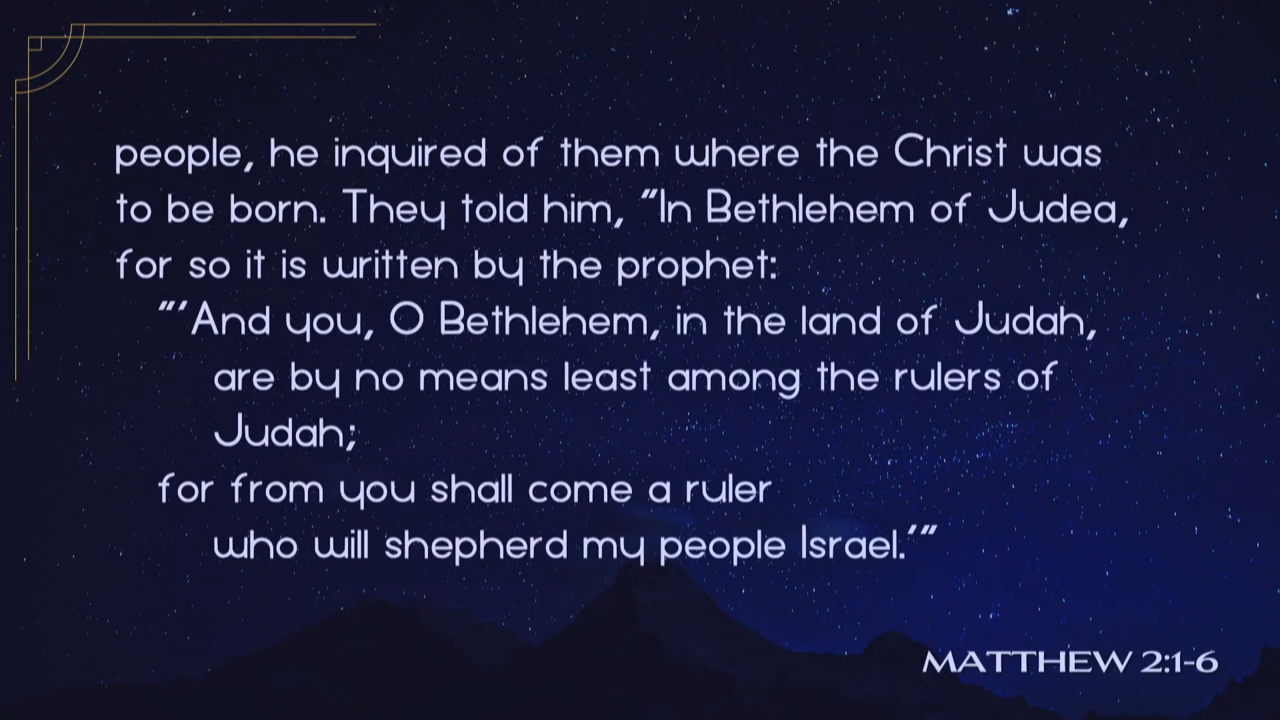 people, he inquired of them where the Christ was
to be born. They told him, “In Bethlehem of Judea,
for so it is written by the prophet:
“‘And you, O Bethlehem, in the land of Judah,
are by no means least among the rulers of
Judah;
for from you shall come a ruler
who will shepherd my people Israel.’”
MATTHEW 2:1-6